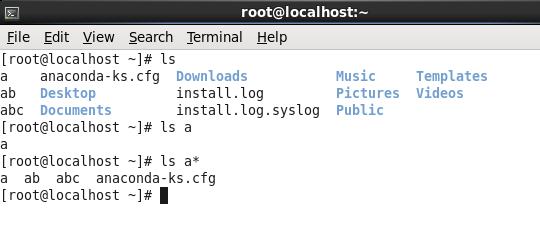 root@localhost:~
File Edit View Search Terminal Help
[root@localhost ~]# ls
a    anaconda-ks.cfg  Downloads           Music     Templates
ab   Desktop          install.log         Pictures  Videos
abc  Documents        install.log.syslog  Public
[root@localhost ~]# ls a
a
[root@localhost ~]# ls a*
a  ab  abc  anaconda-ks.cfg
[root@localhost ~]#